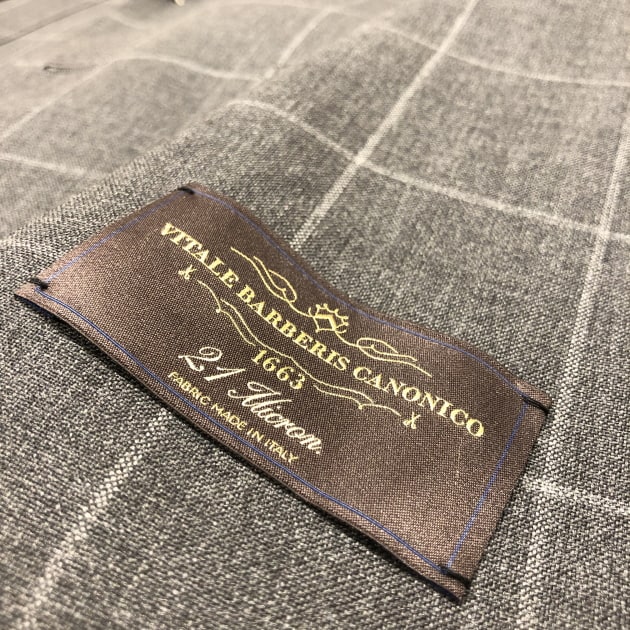 VITALE BARBERIS CANONICO
1663
21 Micron.
FABRIC MADE IN ITALY